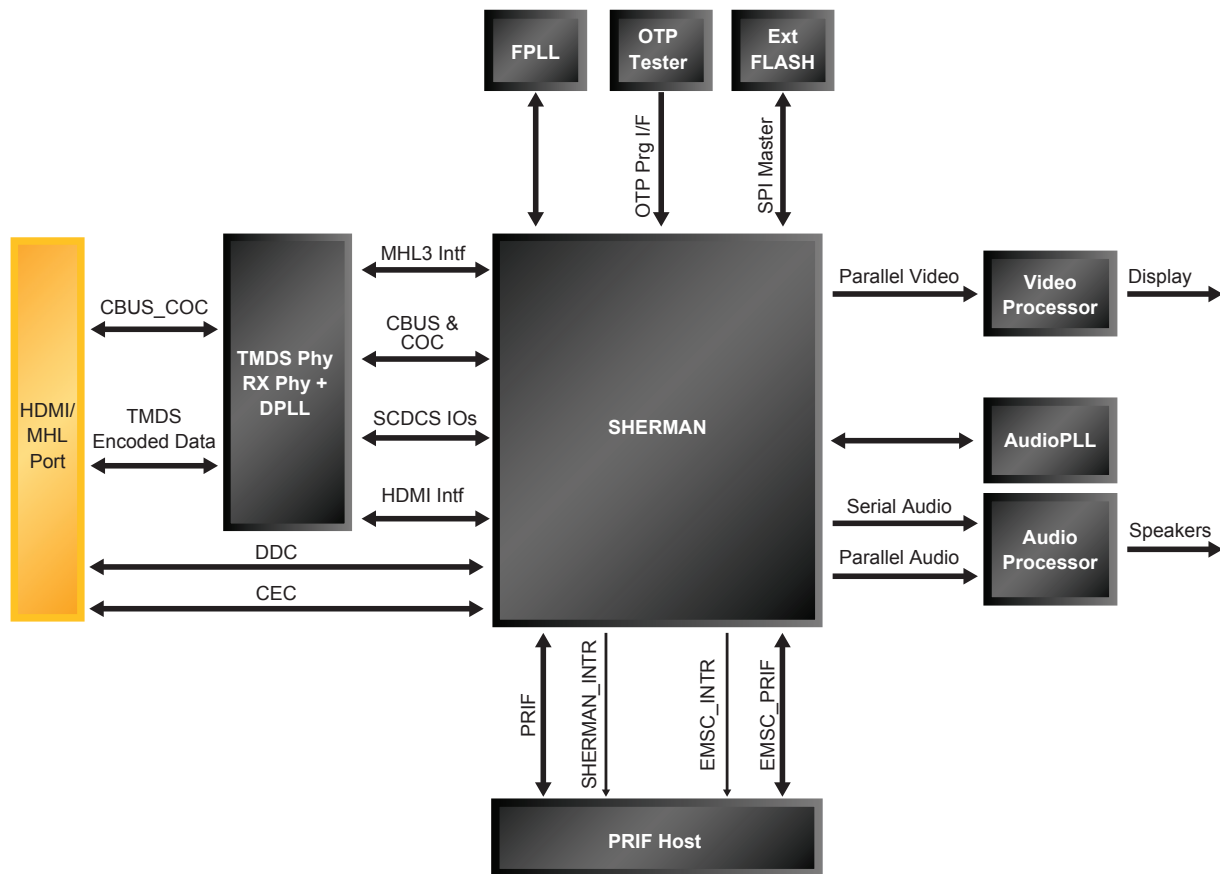 FPLL
OTP
Tester
Ext
FLASH
OTP Prg I/F
SPI Master
HDMI/
MHL
Port
CBUS_COC
TMDS
Encoded Data
TMDS Phy
RX Phy +
DPLL
MHL3 Intf
CBUS &
COC
SCDCS IOs
HDMI Intf
DDC
CEC
SHERMAN
Parallel Video
Video
Processor
Display
AudioPLL
Serial Audio
Parallel Audio
Audio
Processor
Speakers
PRIF
SHERMAN_INTR
EMSC_INTR
EMSC_PRIF
PRIF Host